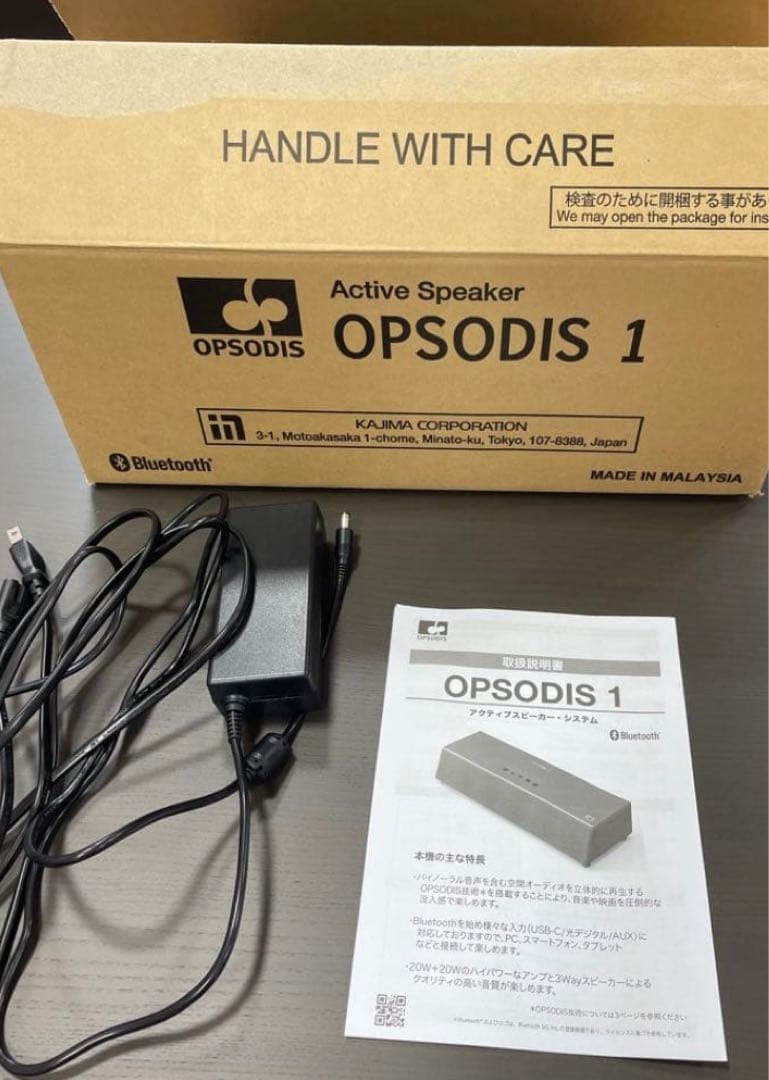 HANDLE WITH CARE
検査のために開梱する事があ
We may open the package for ins
Active Speaker
OPSODIS 1
OPSODIS
KAJIMA CORPORATION
3-1, Motoakasaka 1-chome, Minato-ku, Tokyo, 107-8388, Japan
Bluetooth®
MADE IN MALAYSIA
OPSODIS
取扱説明書
OPSODIS 1
アクティブスピーカー・システム
Bluetooth®
本機の主な特長
・バイノーラル音声を含む空間オーディオを立体的に再生する
OPSODIS技術＊を搭載することにより、音楽や映画を圧倒的な
没入感で楽しめます。
・Bluetoothを始め様々な入力(USB-C/光デジタル/AUX)に
対応しておりますので、PC、スマートフォン、タブレット
などと接続して楽しめます。
・20W+20Wのハイパワーなアンプと3Wayスピーカーによる
クオリティの高い音質が楽しめます。
＊OPSODIS技術については3ページを参照ください